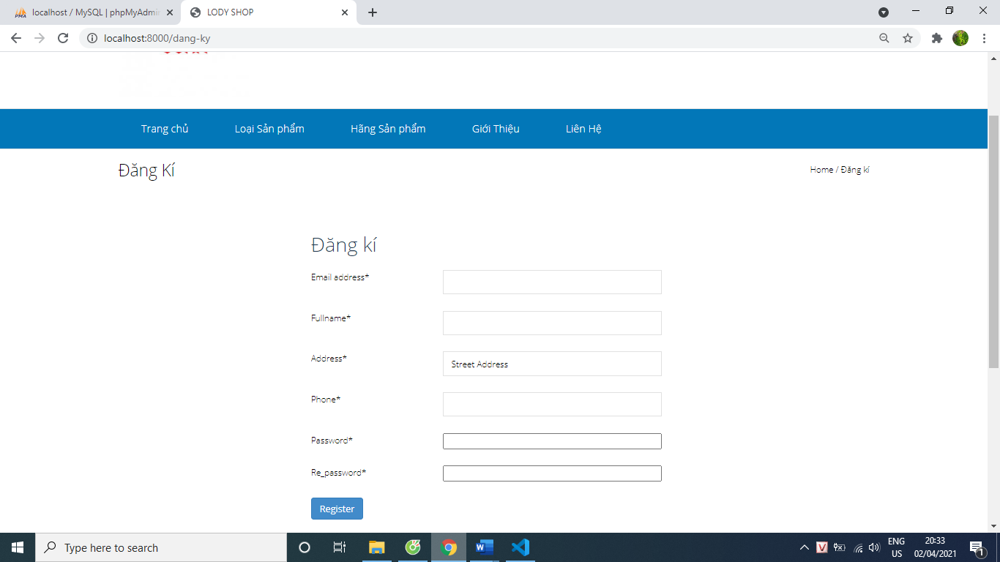 localhost / MySQL | phpMyAdmin
LODY SHOP
localhost:8000/dang-ky
Trang chủ
Loại Sản phẩm
Hãng Sản phẩm
Giới Thiệu
Liên Hệ
Đăng Kí
Home / Đăng kí
Đăng kí
Email address*
Fullname*
Address*
Street Address
Phone*
Password*
Re_password*
Register
Type here to search
ENG
US
20:33
02/04/2021
1